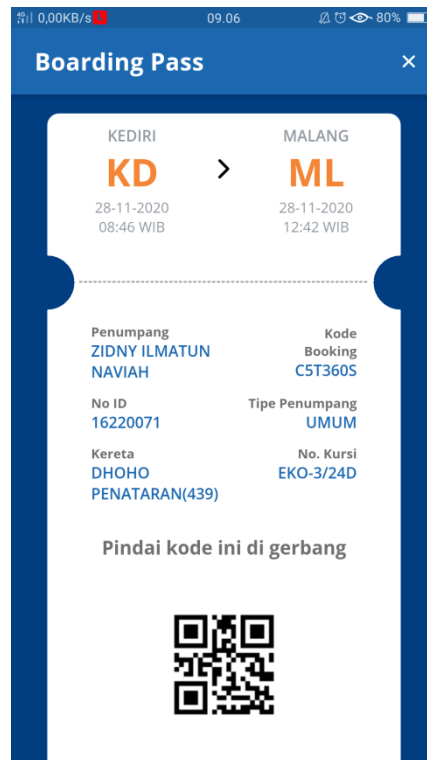 0,00KB/s 09.06 80%
Boarding Pass ×
KEDIRI MALANG
KD > ML
28-11-2020 28-11-2020
08:46 WIB 12:42 WIB
Penumpang Kode
ZIDNY ILMATUN Booking
NAVIAH C5T360S
No ID Tipe Penumpang
16220071 UMUM
Kereta No. Kursi
DHOHO EKO-3/24D
PENATARAN(439)
Pindai kode ini di gerbang